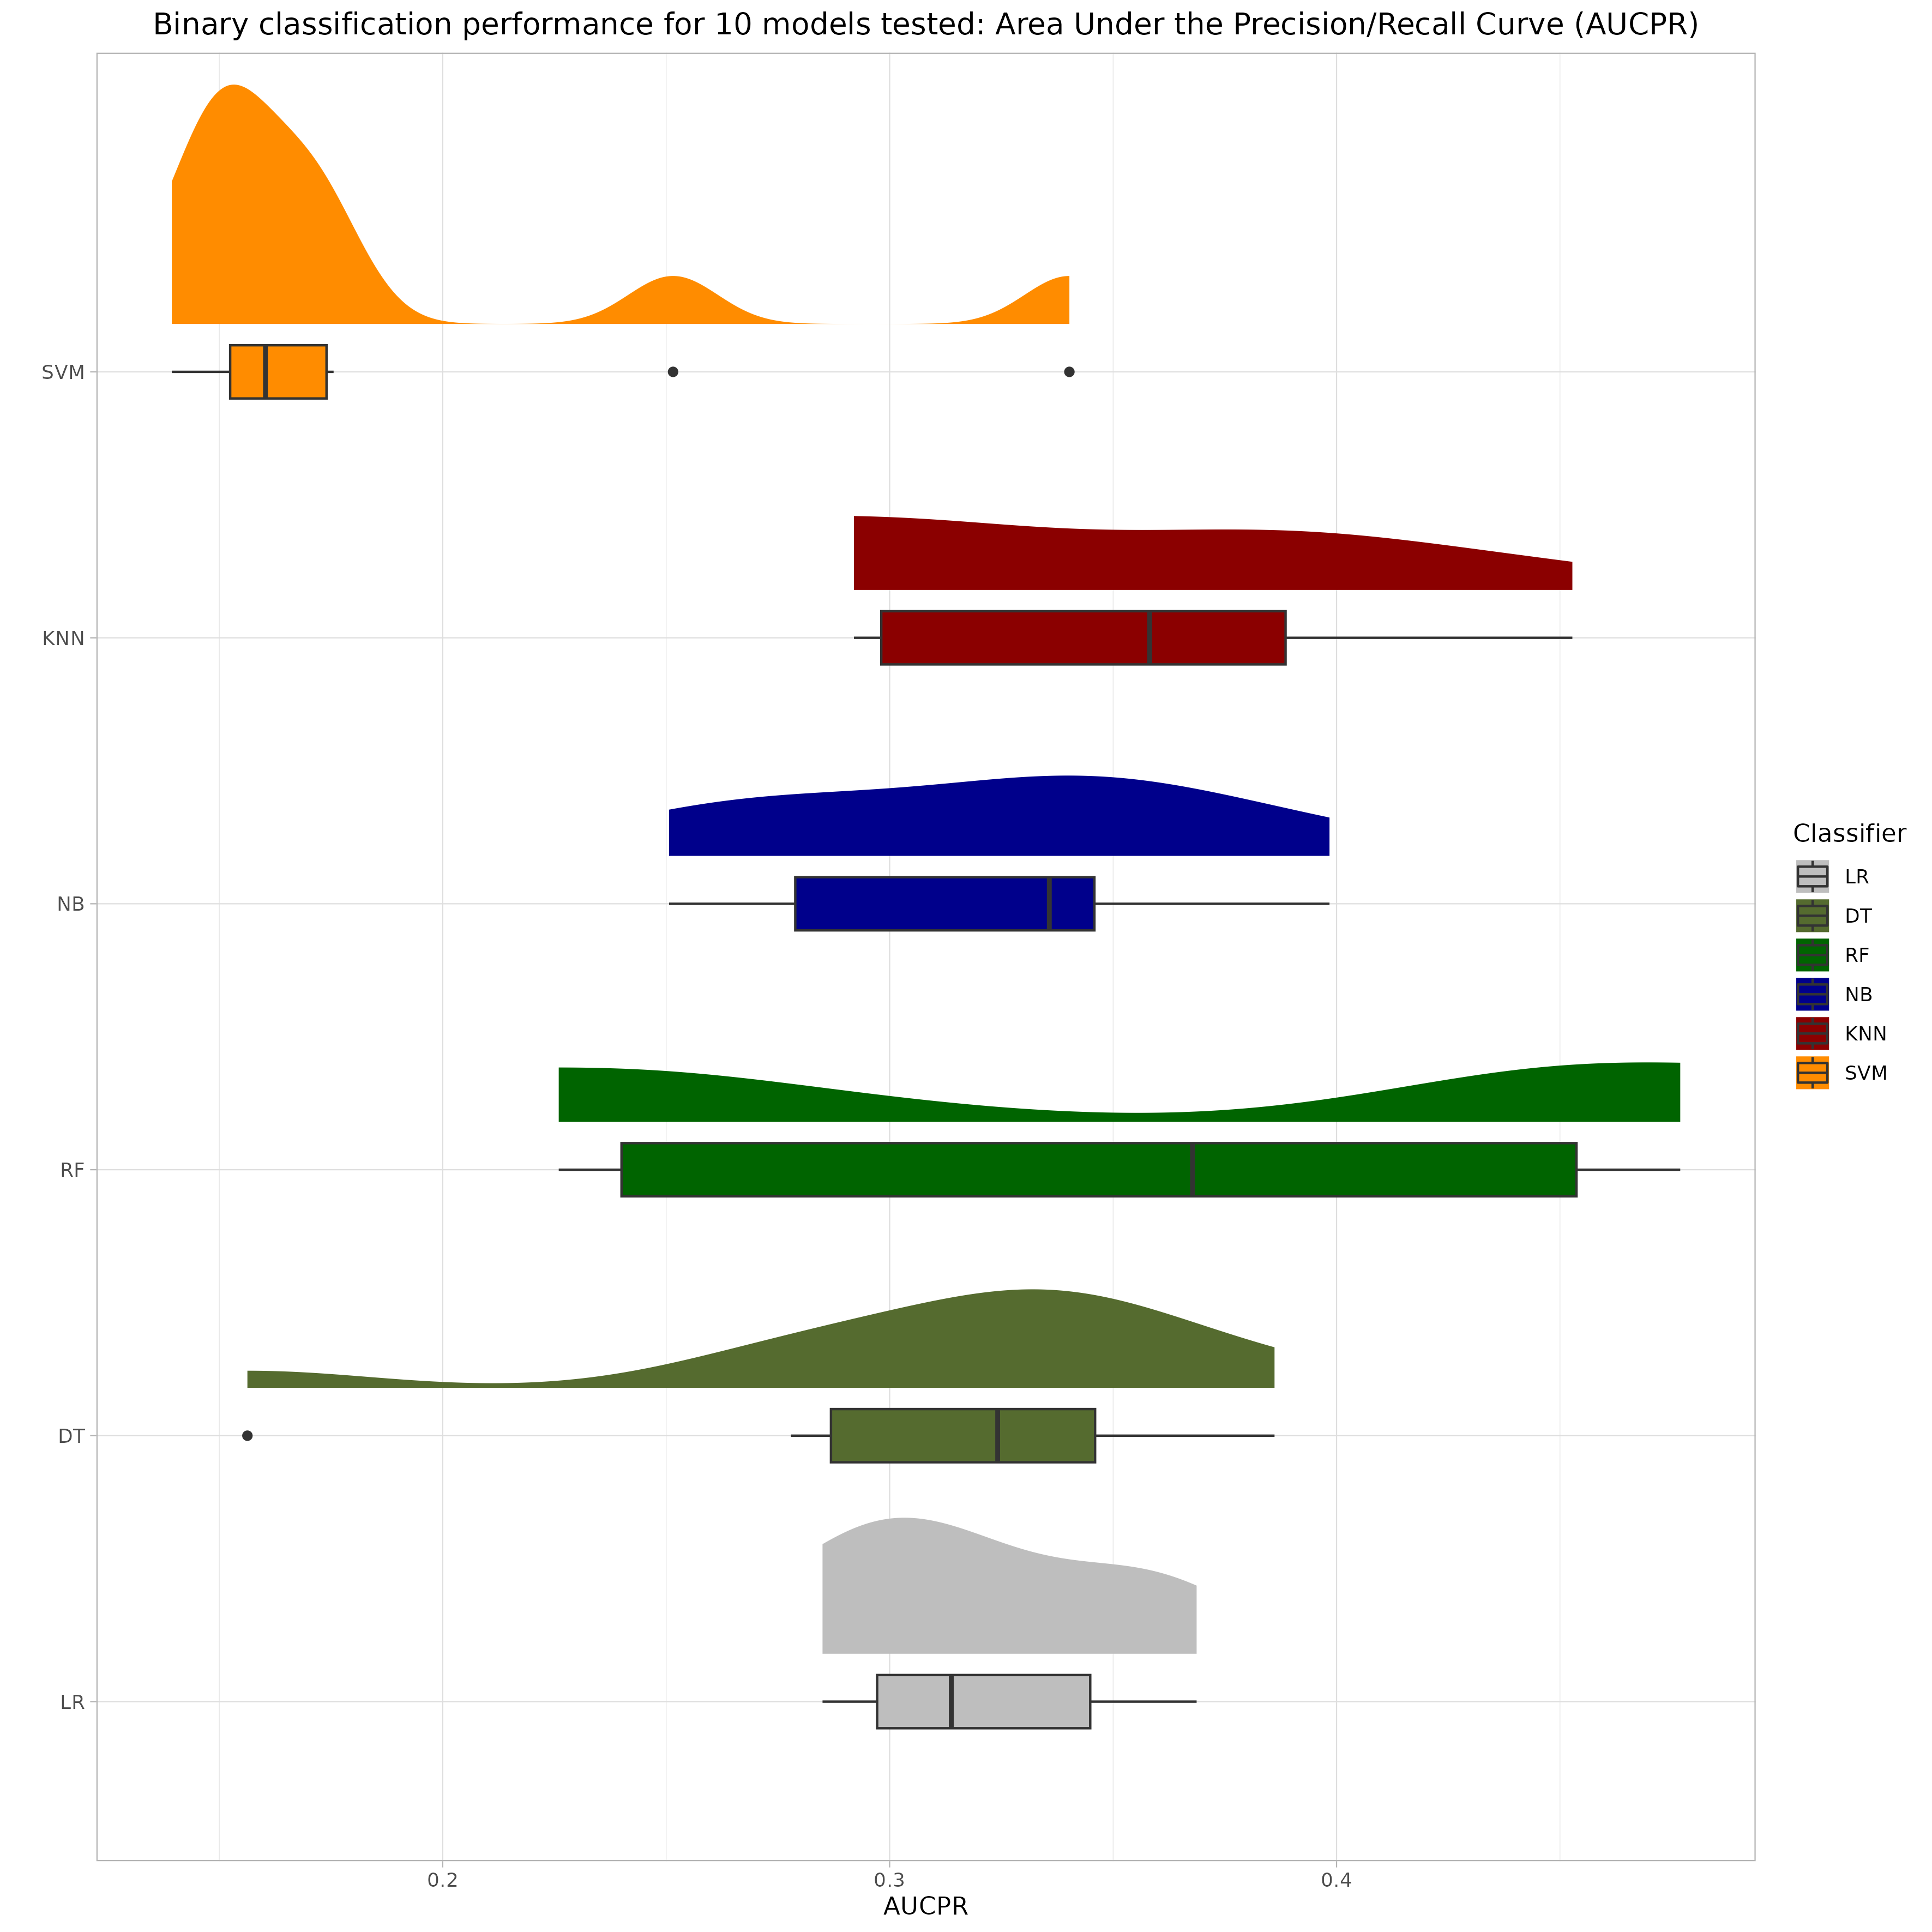 Binary classification performance for 10 models tested: Area Under the Precision/Recall Curve (AUCPR)
SVM
KNN
NB
RF
DT
LR
0.2
0.3
0.4
AUCPR
Classifier
LR
DT
RF
NB
KNN
SVM